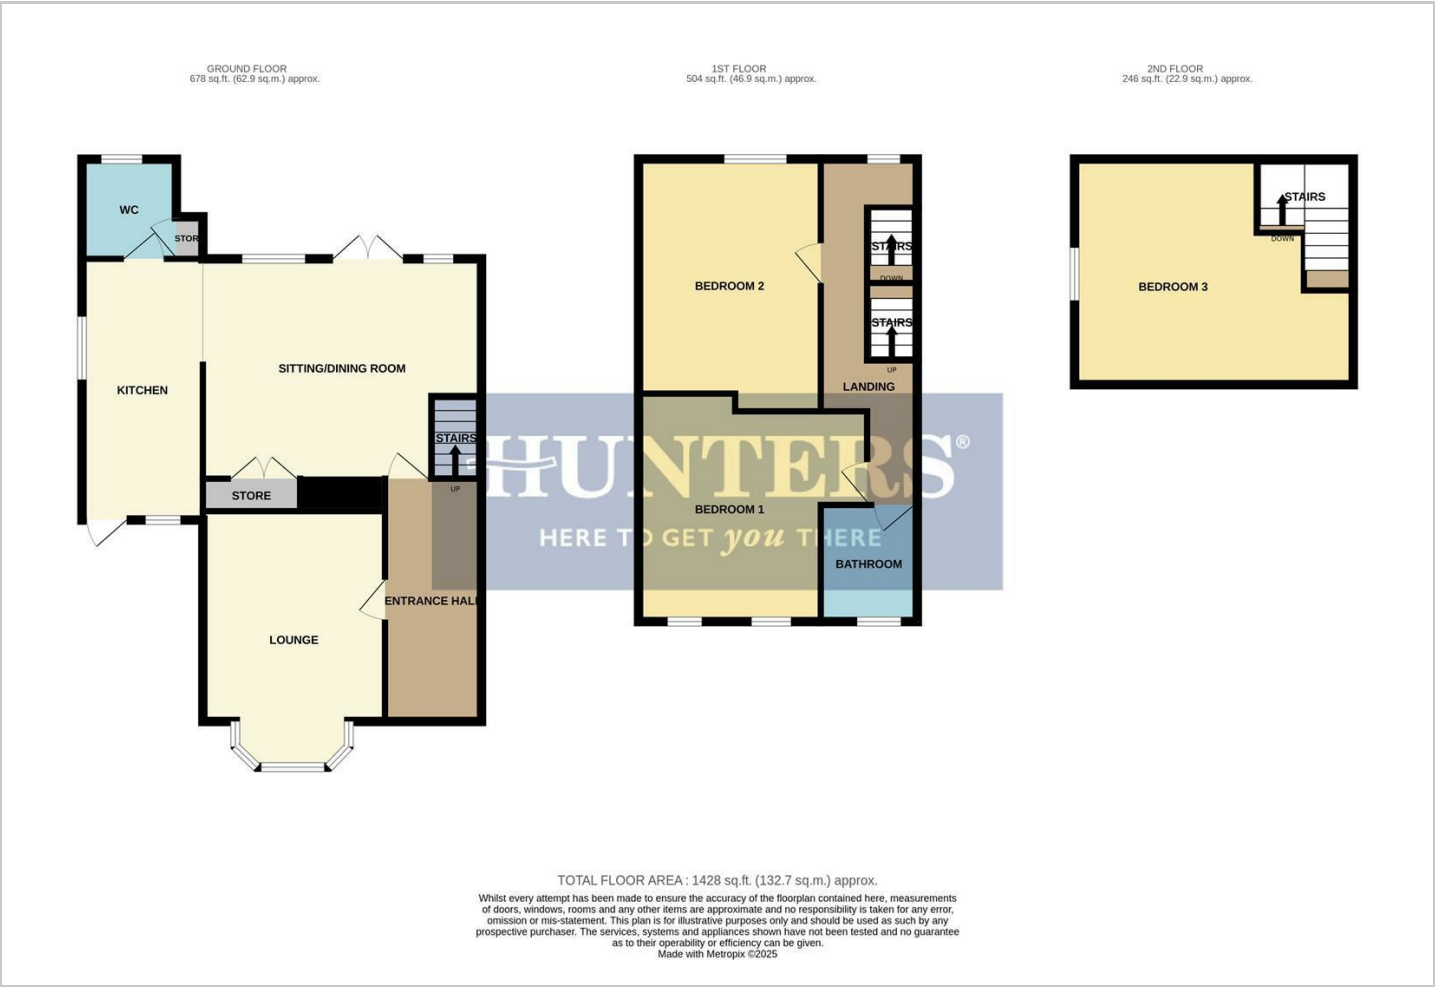 GROUND FLOOR
678 sq.ft. (62.9 sq.m.) approx.
1ST FLOOR
504 sq.ft. (46.9 sq.m.) approx.
2ND FLOOR
246 sq.ft. (22.9 sq.m.) approx.
WC
STOR
KITCHEN
SITTING/DINING ROOM
STAIRS
UP
STORE
ENTRANCE HALL
LOUNGE
BEDROOM 2
STAIRS
DOWN
STAIRS
UP
LANDING
BEDROOM 1
BATHROOM
STAIRS
DOWN
BEDROOM 3
HUNTERS®
HERE TO GET you THERE
TOTAL FLOOR AREA : 1428 sq.ft. (132.7 sq.m.) approx.
Whilst every attempt has been made to ensure the accuracy of the floorplan contained here, measurements
of doors, windows, rooms and any other items are approximate and no responsibility is taken for any error,
omission or mis-statement. This plan is for illustrative purposes only and should be used as such by any
prospective purchaser. The services, systems and appliances shown have not been tested and no guarantee
as to their operability or efficiency can be given.
Made with Metropix ©2025